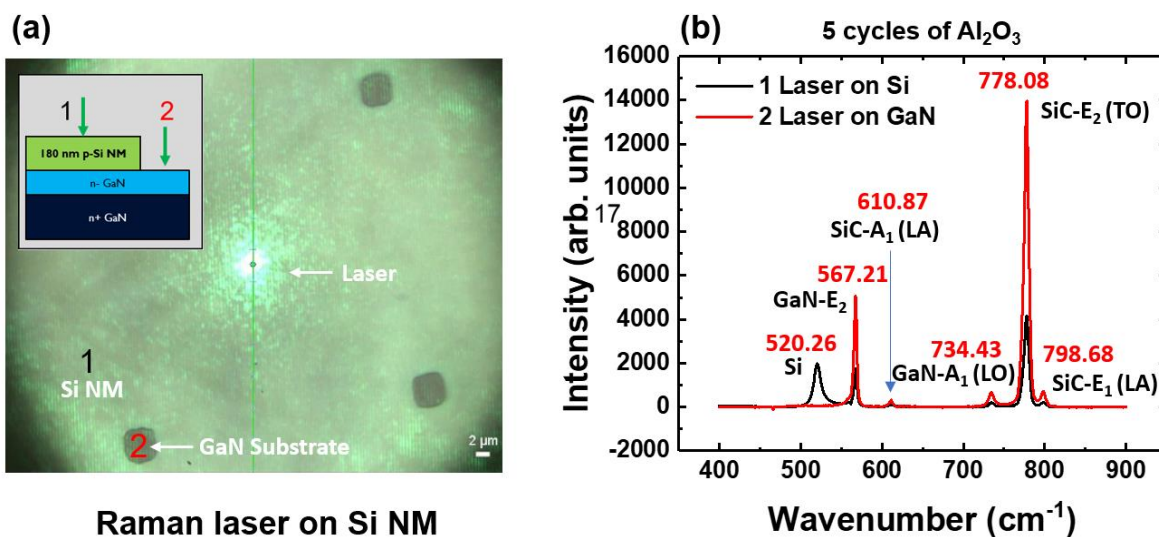 (a)
1
2
180 nm p-Si NM
n- GaN
n+ GaN
Laser
1
Si NM
2
GaN Substrate
2 μm
Raman laser on Si NM
(b)
5 cycles of Al₂O₃
16000
14000
12000
10000
8000
6000
4000
2000
0
-2000
Intensity (arb. units)
1 Laser on Si
2 Laser on GaN
778.08
SiC-E₂ (TO)
17
610.87
SiC-A₁ (LA)
567.21
GaN-E₂
520.26
Si
734.43
GaN-A₁ (LO)
798.68
SiC-E₁ (LA)
400 500 600 700 800 900
Wavenumber (cm⁻¹)